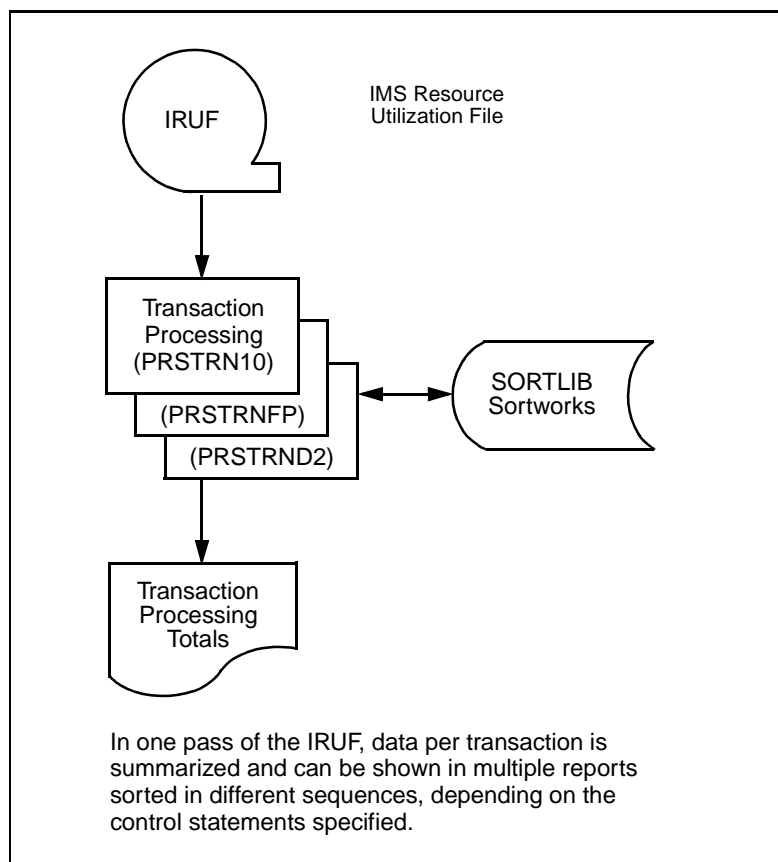 IRUF
IMS Resource
Utilization File
Transaction
Processing
(PRSTRN10)
(PRSTRNFP)
(PRSTRND2)
SORTLIB
Sortworks
Transaction
Processing
Totals
In one pass of the IRUF, data per transaction is
summarized and can be shown in multiple reports
sorted in different sequences, depending on the
control statements specified.